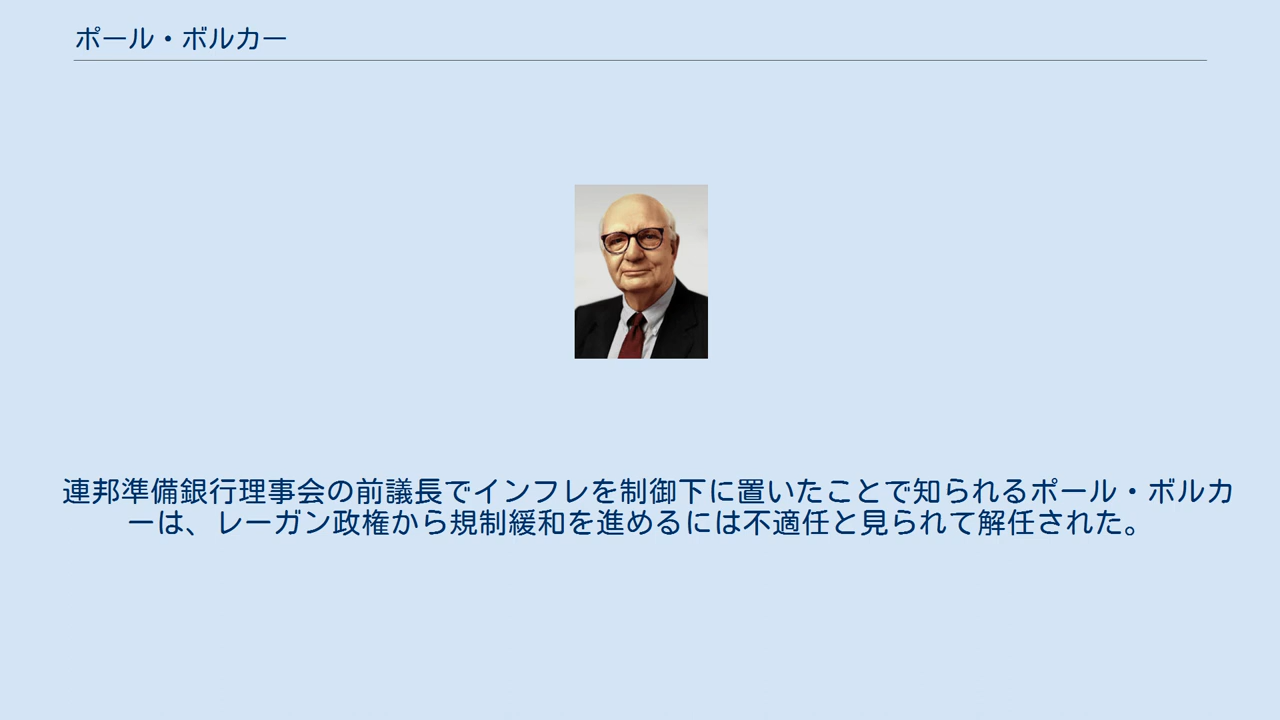 ポール・ボルカー
連邦準備銀行理事会の前議長でインフレを制御下に置いたことで知られるポール・ボルカ
ーは、レーガン政権から規制緩和を進めるには不適任と見られて解任された。